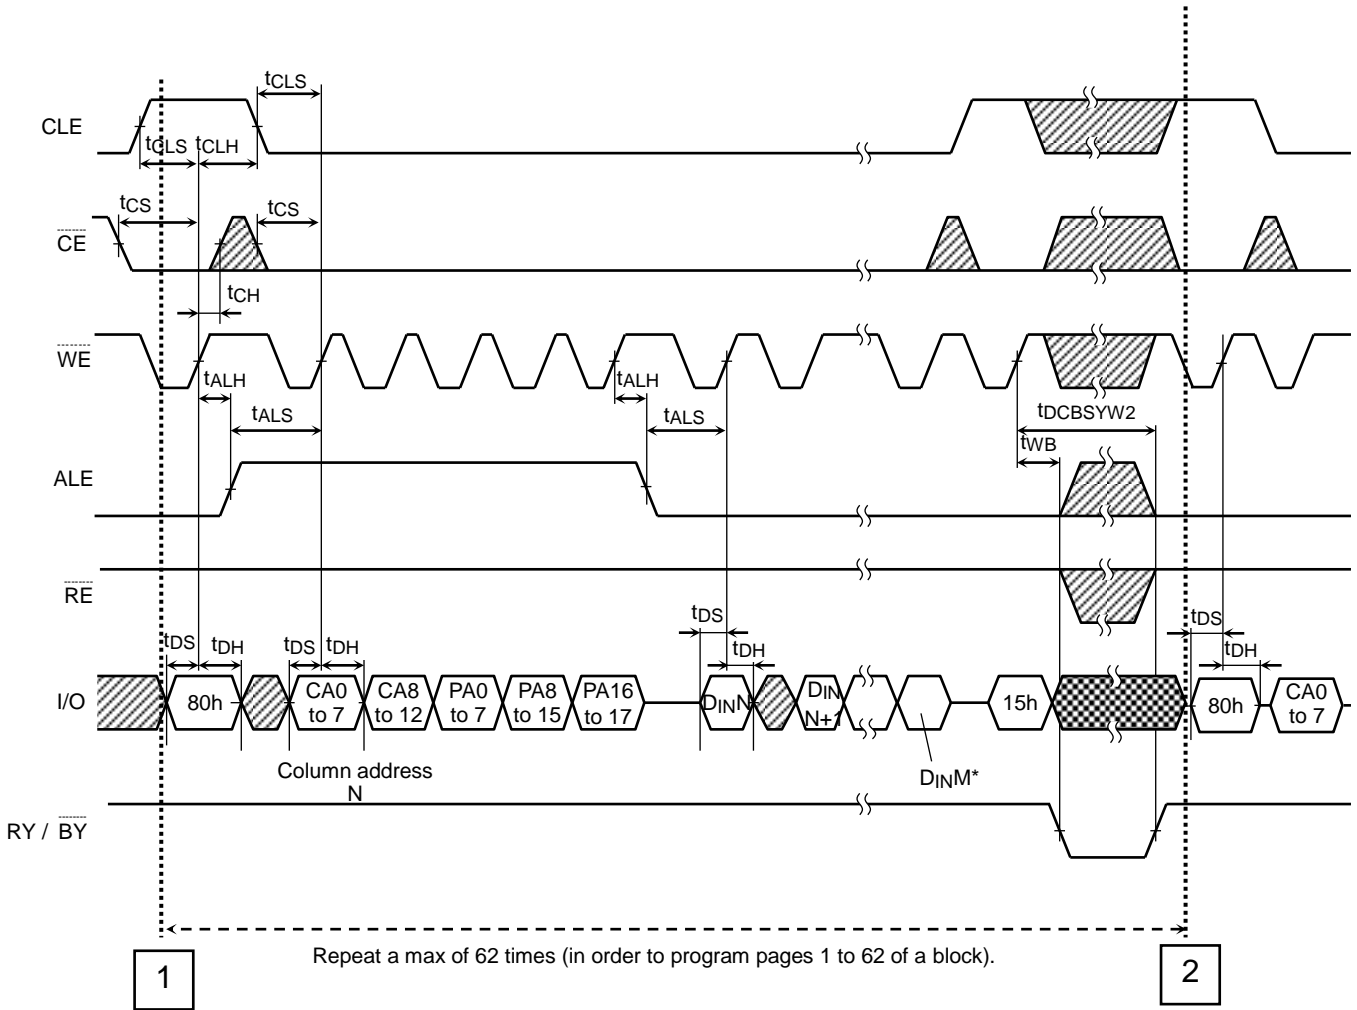 tCLS
CLE
tCLS tCLH
tCS tCS
CE
tCH
WE
tALH tALH
tDCBSYW2
tALS tALS
tWB
ALE
RE
tDS tDH tDS tDH tDS tDH tDS tDH
I/O
80h
CA0 to 7
CA8 to 12
PA0 to 7
PA8 to 15
PA16 to 17
DINN
DIN N+1
15h
80h
CA0 to 7
DINM*
Column address
N
RY / BY
Repeat a max of 62 times (in order to program pages 1 to 62 of a block).
1
2